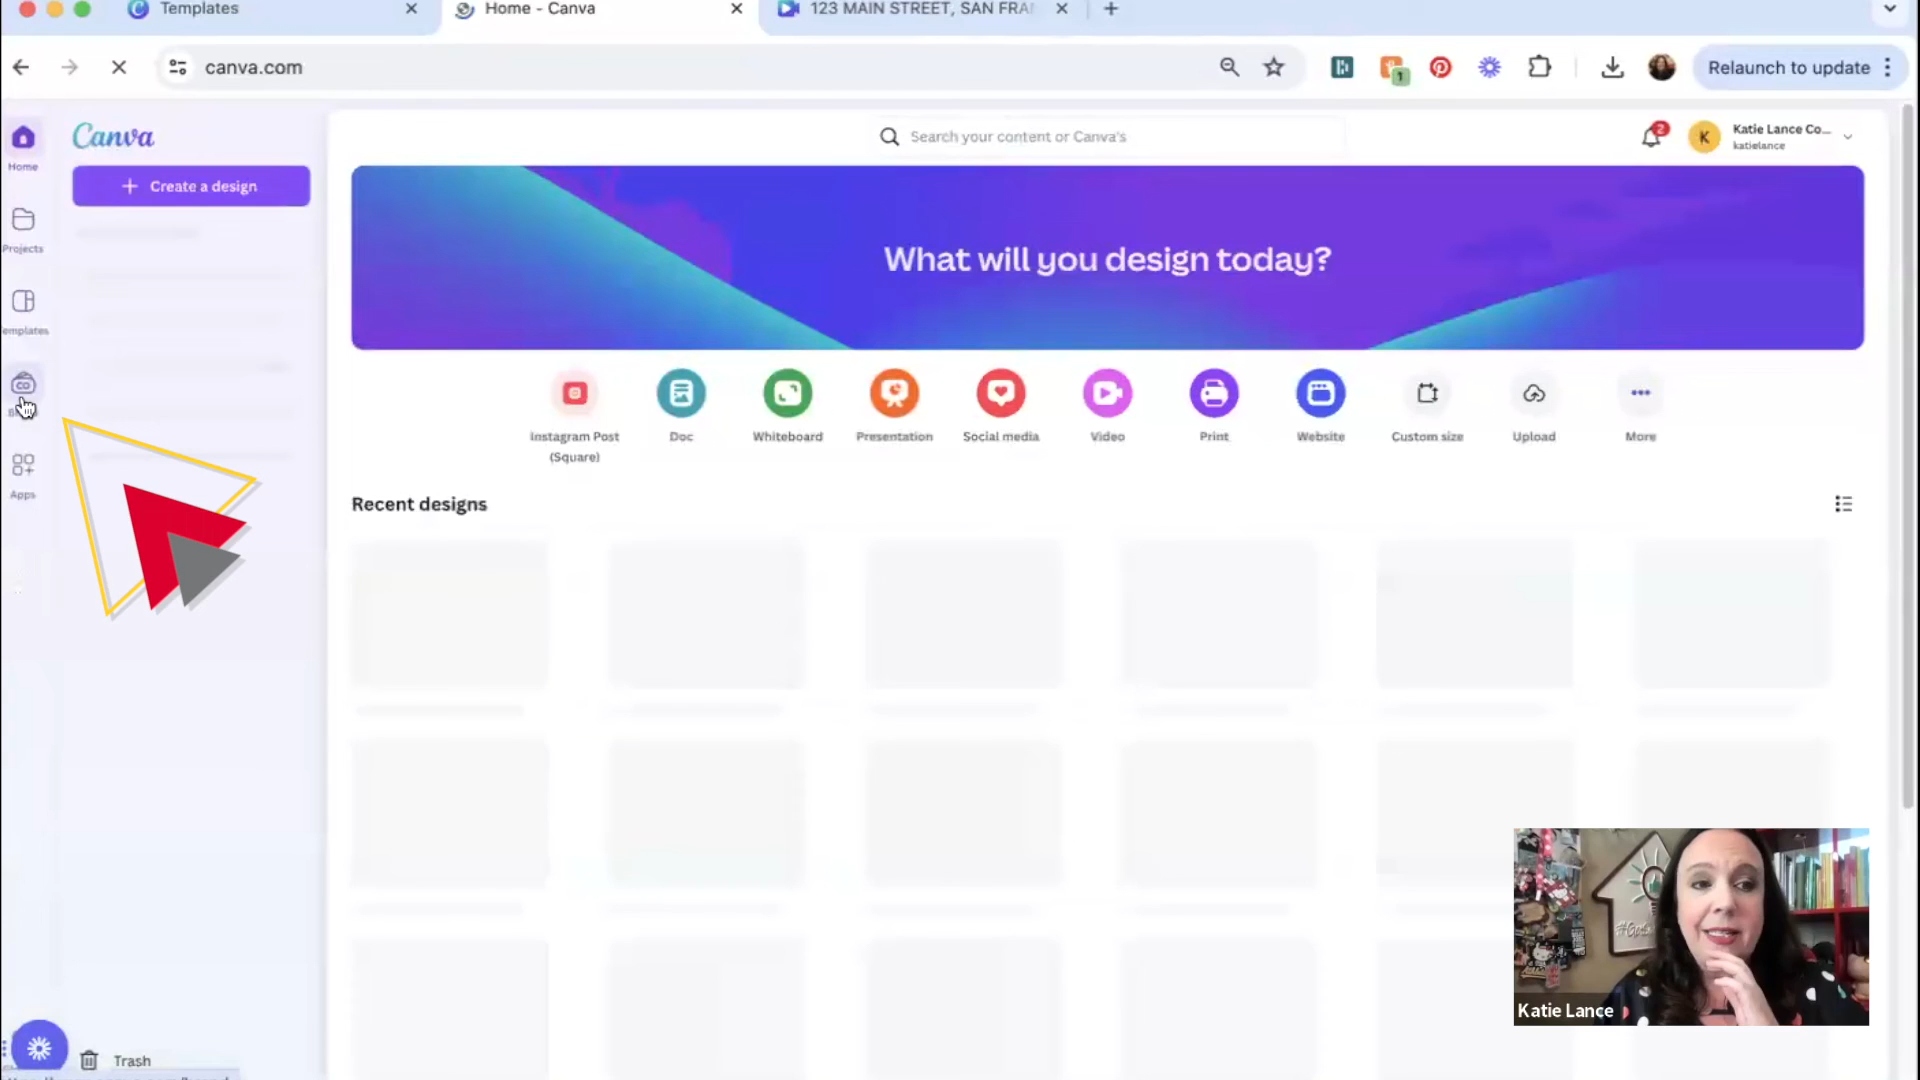 Templates
Home - Canva
123 MAIN STREET, SAN FRA
canva.com
1
Relaunch to update
Home
Projects
emplates
Apps
Canva
+ Create a design
Search your content or Canva's
2
K
Katie Lance Co...
katielance
What will you design today?
Instagram Post
(Square)
Doc
Whiteboard
Presentation
Social media
Video
Print
Website
Custom size
Upload
More
Recent designs
Trash
Katie Lance